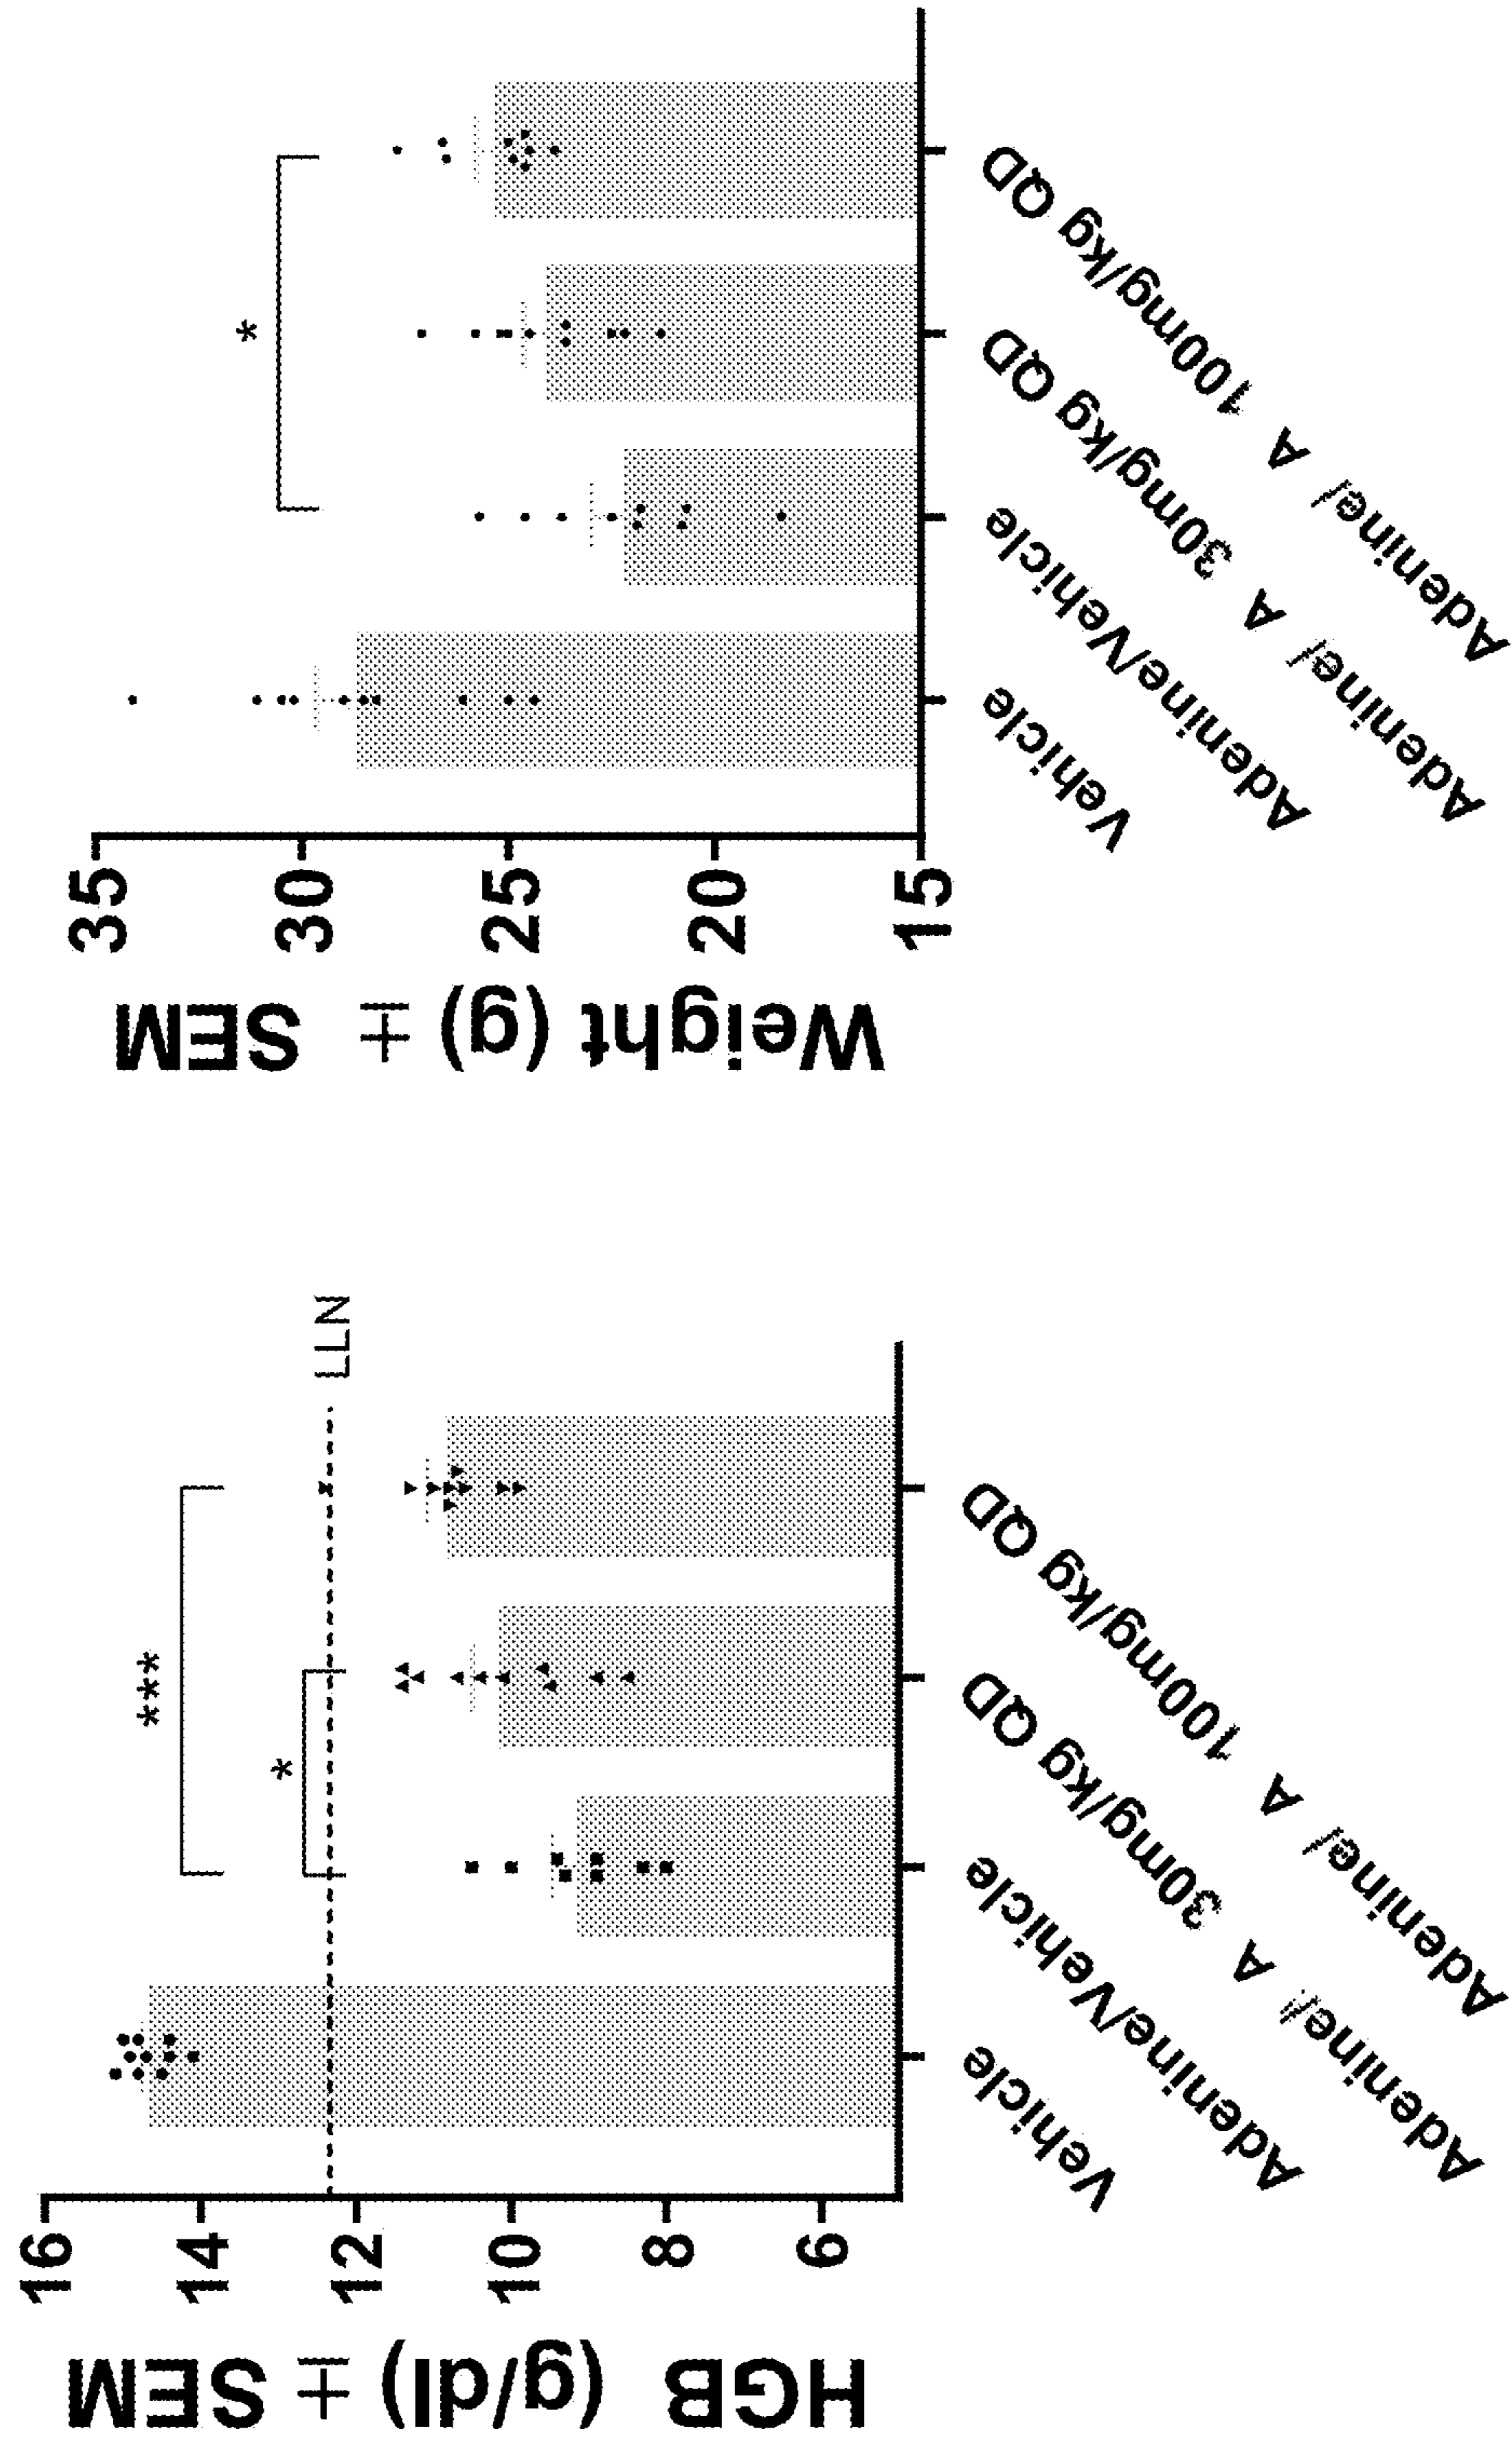 HGB (g/dl) ± SEM
16
14
12
10
8
6
***
*
LLN
Vehicle
Adenine/Vehicle
Adenine// A 30mg/kg QD
Adenine/ A 100mg/kg QD
Weight (g) ± SEM
35
30
25
20
15
*
Vehicle
Adenine/Vehicle
Adenine/ A 30mg/kg QD
Adenine/ A 100mg/kg QD